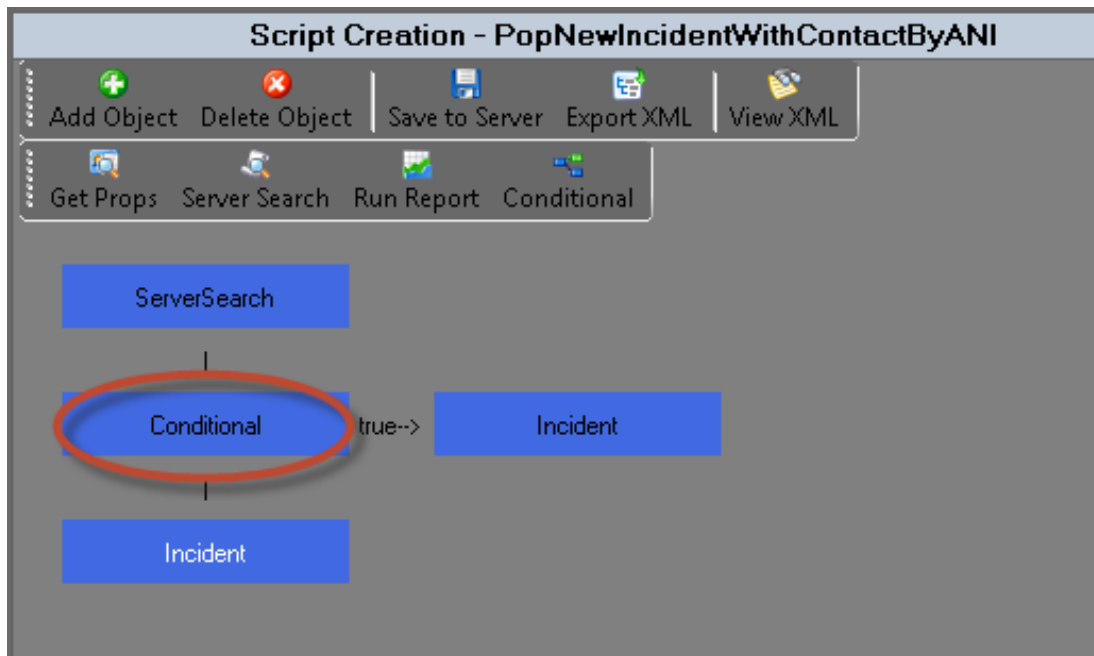 Script Creation - PopNewIncidentWithContactByANI
Add Object Delete Object Save to Server Export XML View XML
Get Props Server Search Run Report Conditional
ServerSearch
Conditional true--> Incident
Incident